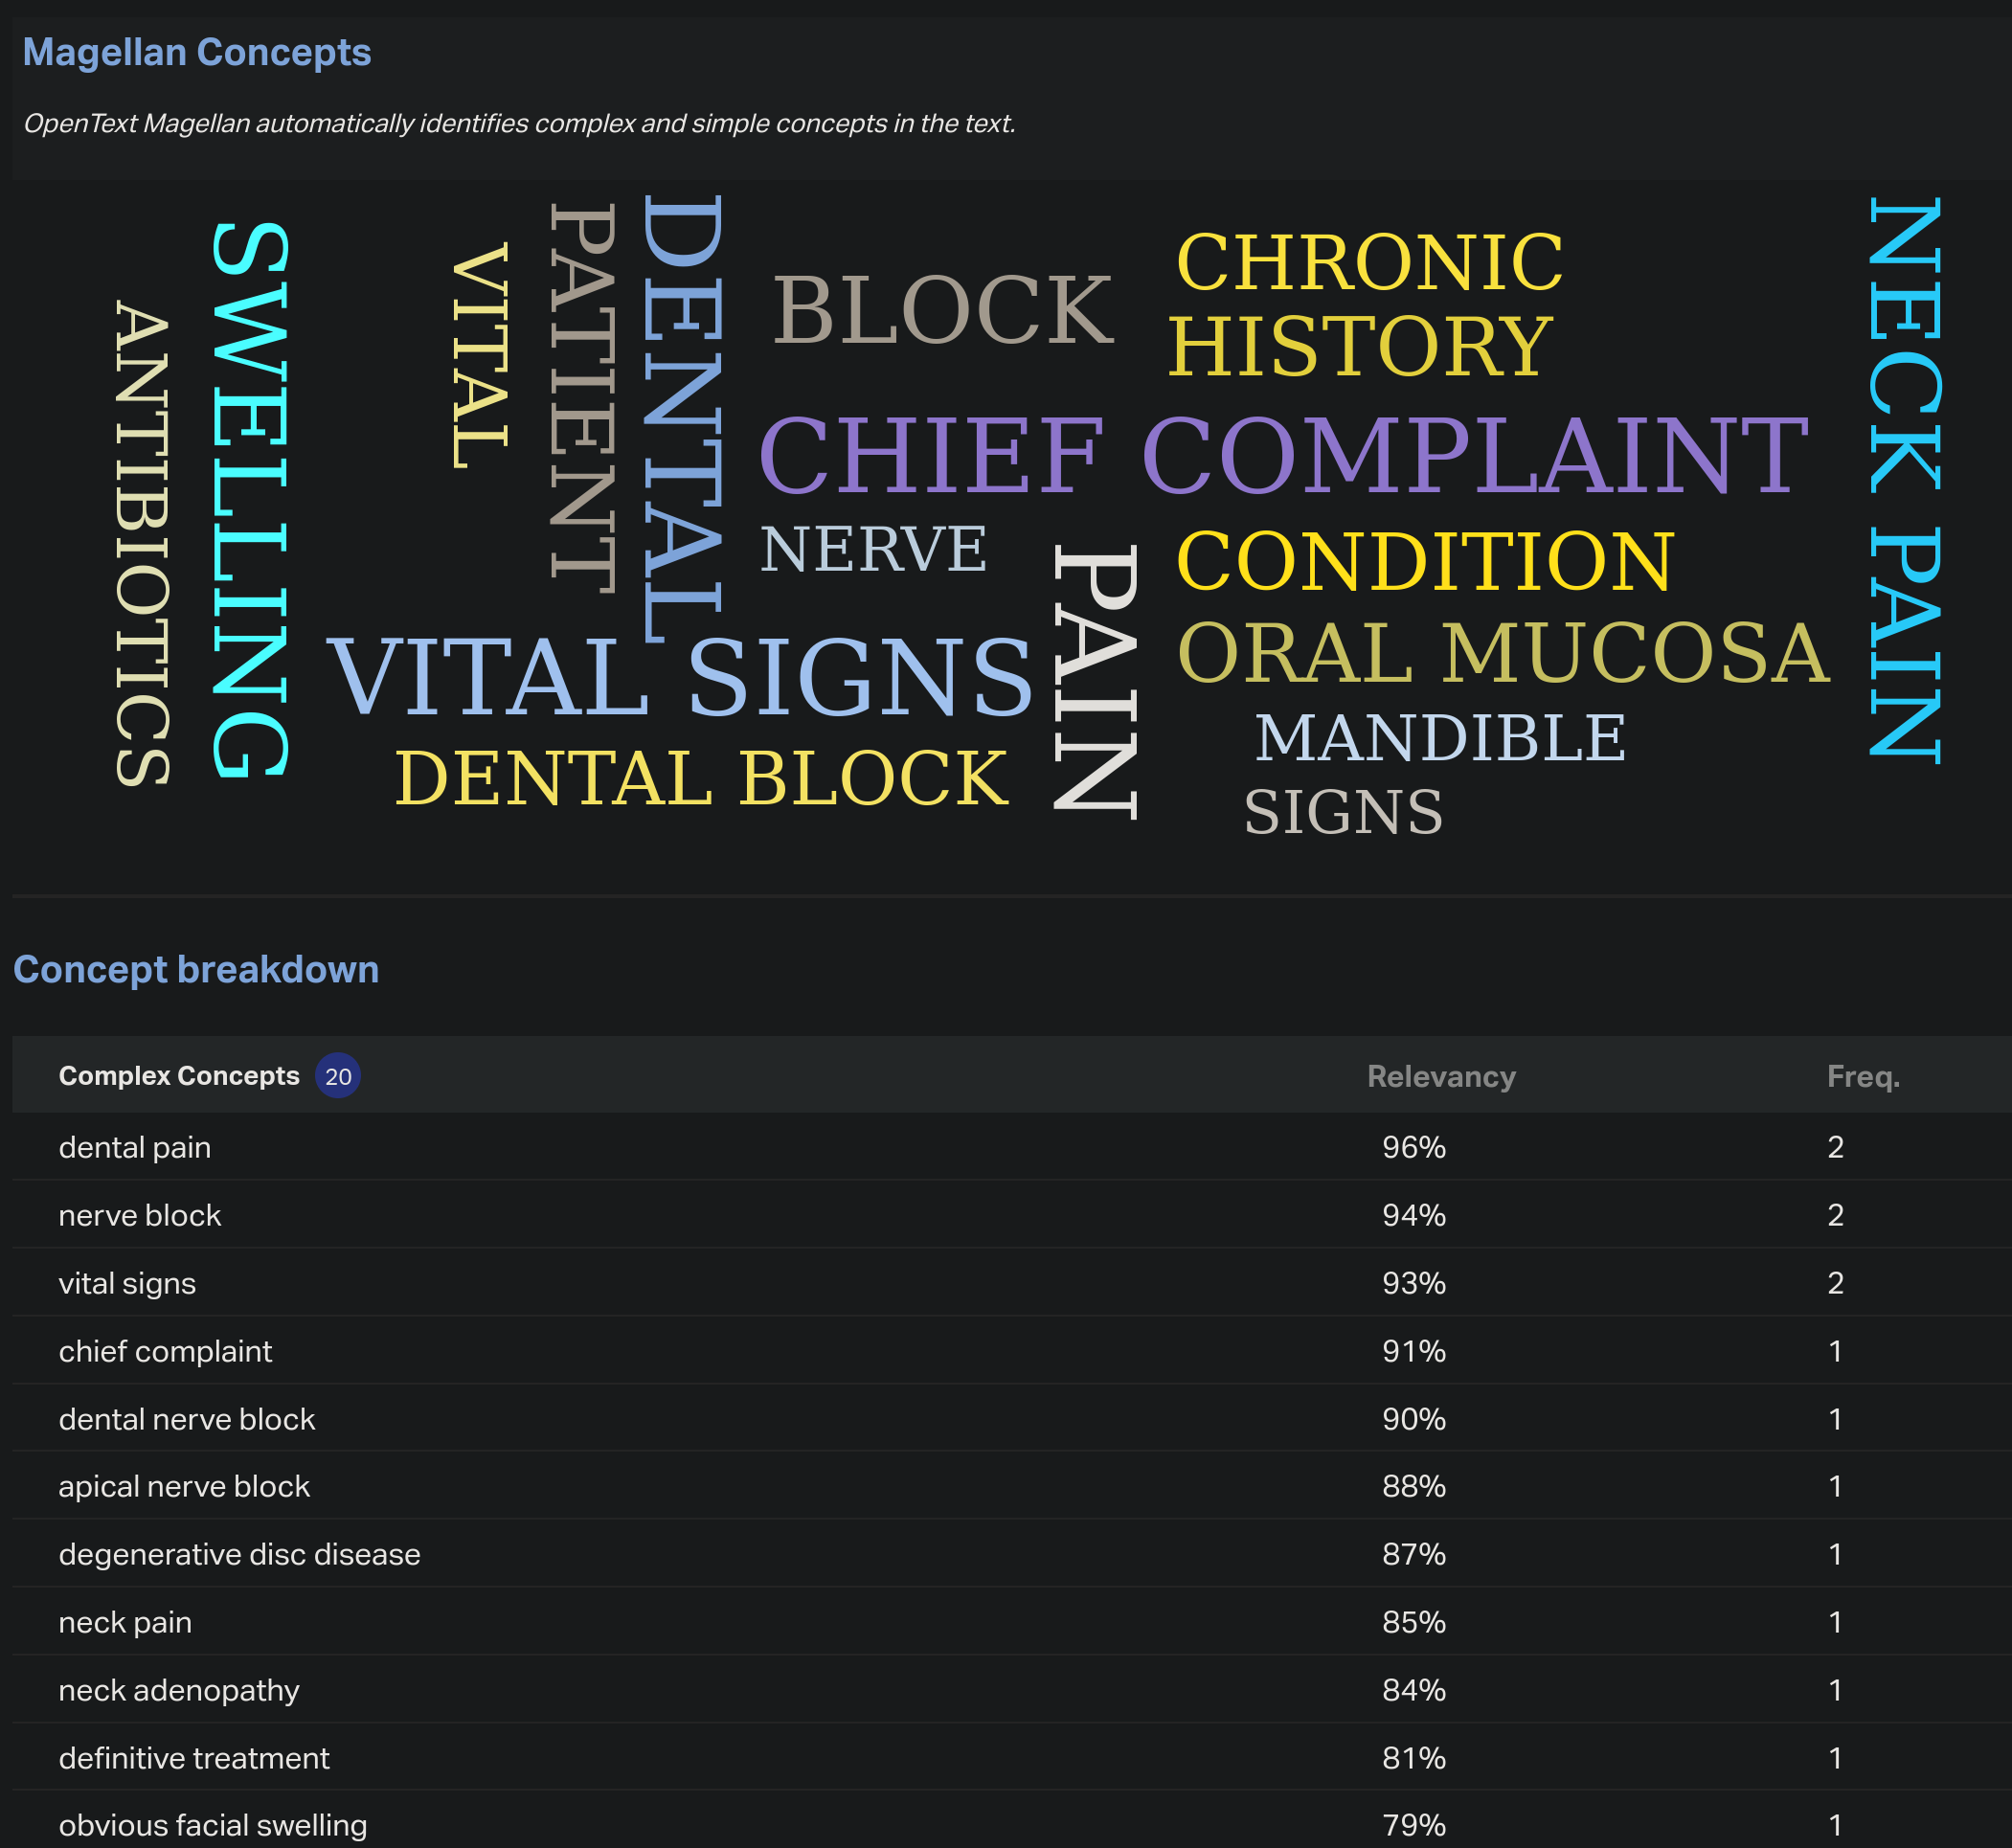 Magellan Concepts
OpenText Magellan automatically identifies complex and simple concepts in the text.
ANTIBIOTICS
SWELLING
VITAL
PATIENT
DENTAL
BLOCK
CHRONIC
HISTORY
CHIEF COMPLAINT
NERVE
PAIN
CONDITION
ORAL MUCOSA
VITAL SIGNS
MANDIBLE
DENTAL BLOCK
SIGNS
NECK PAIN
Concept breakdown
Complex Concepts 20 Relevancy Freq.
dental pain 96% 2
nerve block 94% 2
vital signs 93% 2
chief complaint 91% 1
dental nerve block 90% 1
apical nerve block 88% 1
degenerative disc disease 87% 1
neck pain 85% 1
neck adenopathy 84% 1
definitive treatment 81% 1
obvious facial swelling 79% 1